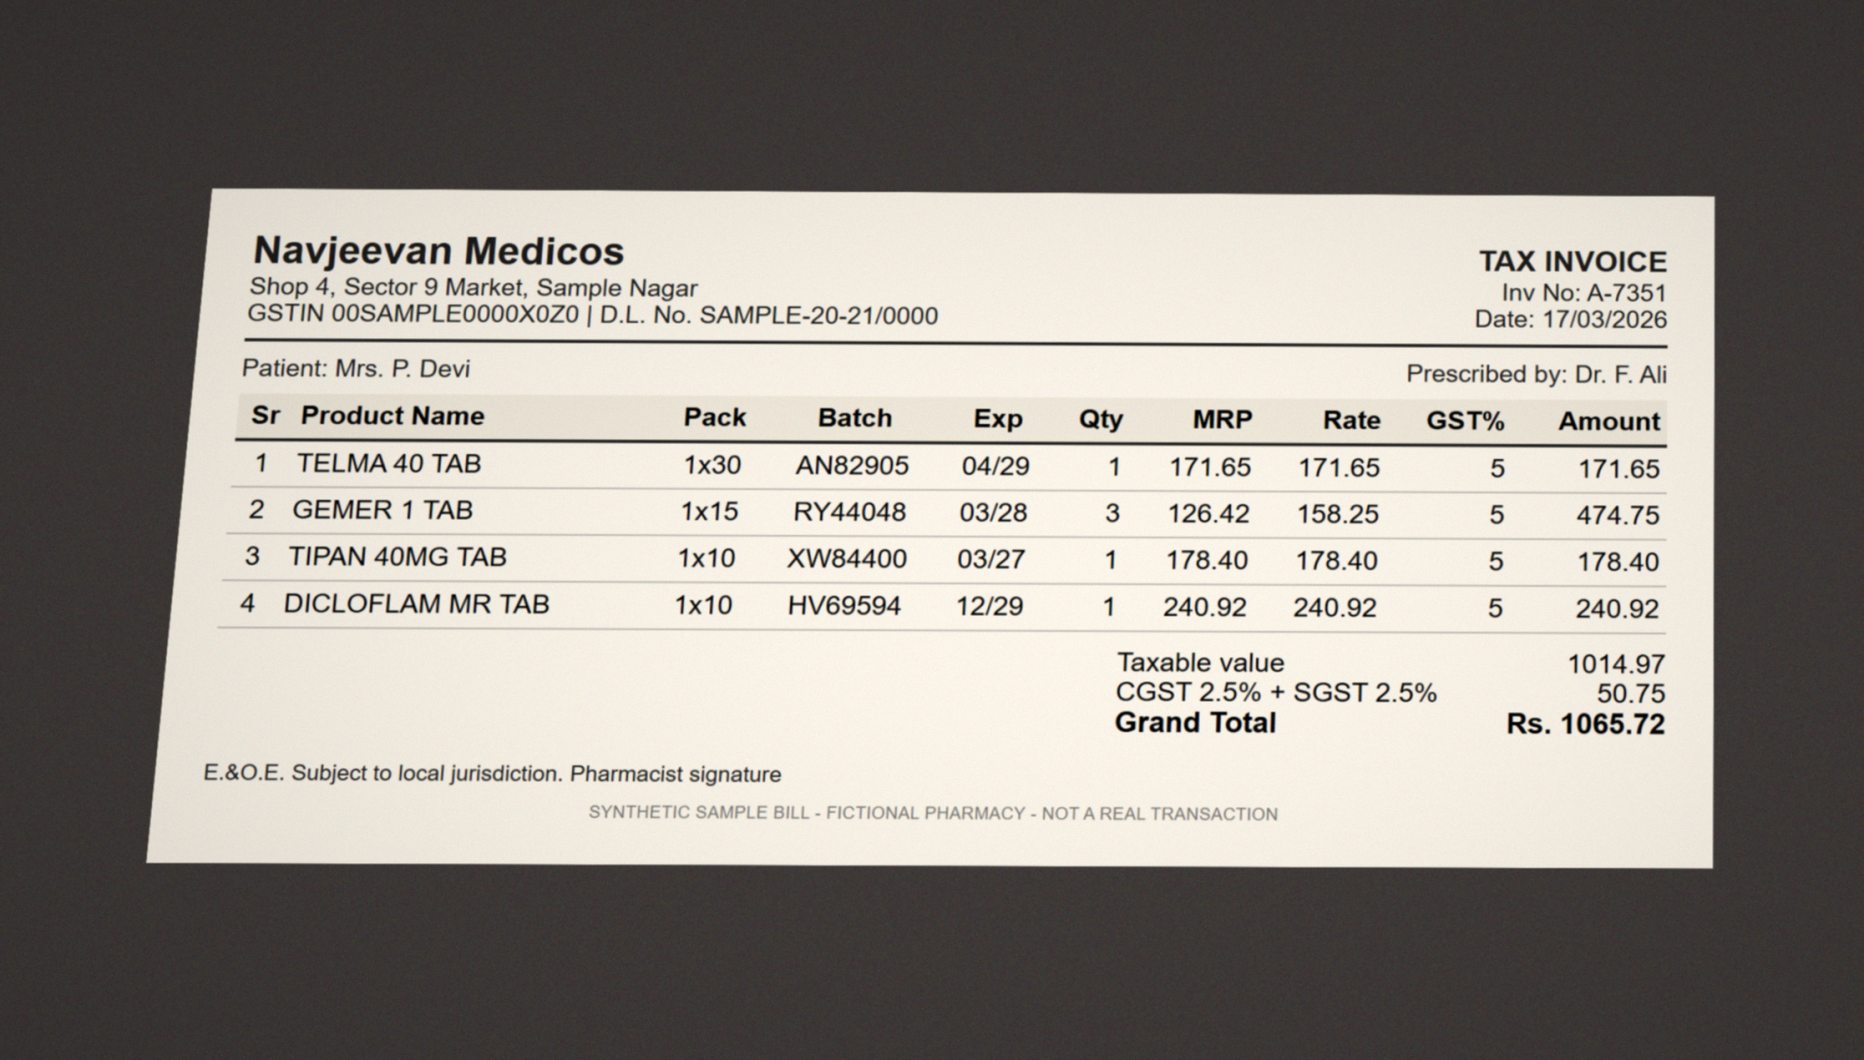 Navjeevan Medicos
Shop 4, Sector 9 Market, Sample Nagar
GSTIN 00SAMPLE0000X0Z0 | D.L. No. SAMPLE-20-21/0000
TAX INVOICE
Inv No: A-7351
Date: 17/03/2026
Patient: Mrs. P. Devi Prescribed by: Dr. F. Ali
Sr Product Name Pack Batch Exp Qty MRP Rate GST% Amount
1 TELMA 40 TAB 1x30 AN82905 04/29 1 171.65 171.65 5 171.65
2 GEMER 1 TAB 1x15 RY44048 03/28 3 126.42 158.25 5 474.75
3 TIPAN 40MG TAB 1x10 XW84400 03/27 1 178.40 178.40 5 178.40
4 DICLOFLAM MR TAB 1x10 HV69594 12/29 1 240.92 240.92 5 240.92
Taxable value 1014.97
CGST 2.5% + SGST 2.5% 50.75
Grand Total Rs. 1065.72
E.&O.E. Subject to local jurisdiction. Pharmacist signature
SYNTHETIC SAMPLE BILL - FICTIONAL PHARMACY - NOT A REAL TRANSACTION